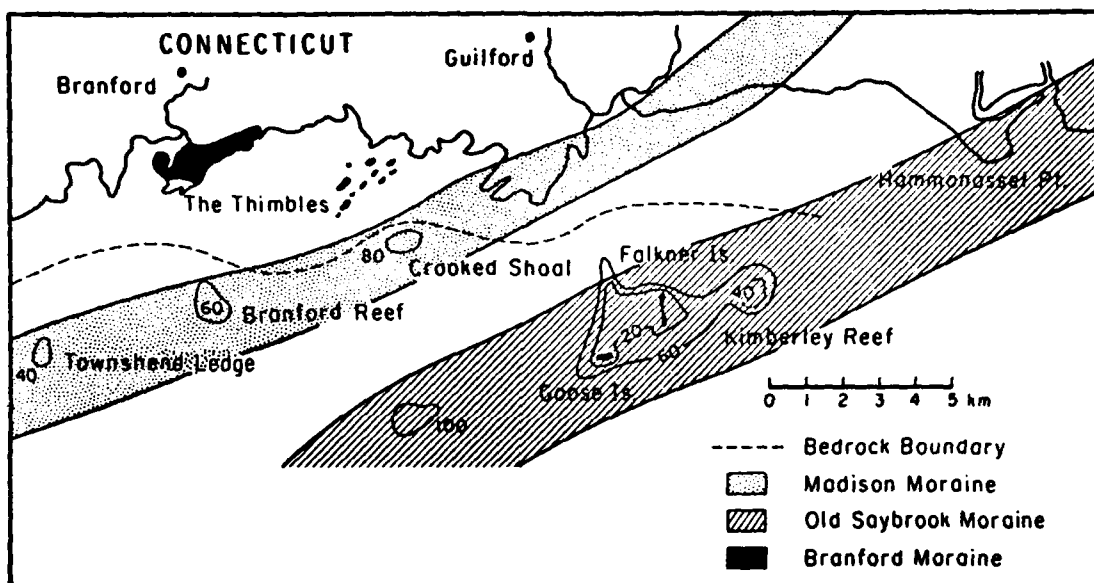 CONNECTICUT
Branford
Guilford
The Thimbles
Hammonasset Pt.
80
Crooked Shoal
Falkner Is.
60
Branford Reef
40
20
60
Kimberley Reef
40
Townshend Ledge
Goose Is.
100
0 1 2 3 4 5 km
Bedrock Boundary
Madison Moraine
Old Saybrook Moraine
Branford Moraine